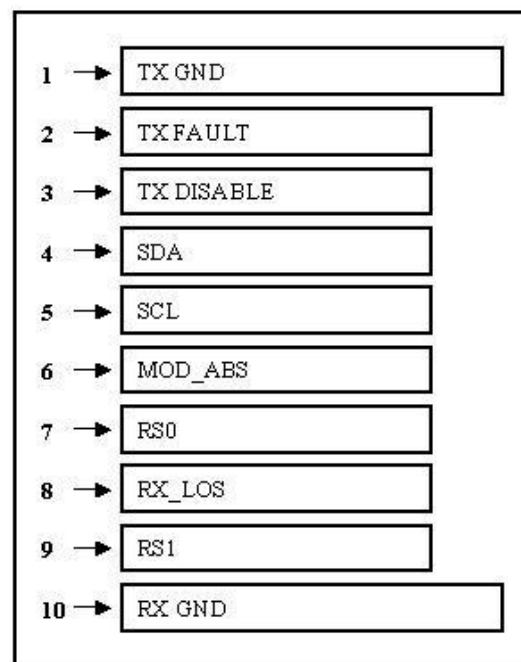 1 TX GND
2 TX FAULT
3 TX DISABLE
4 SDA
5 SCL
6 MOD_ABS
7 RS0
8 RX_LOS
9 RS1
10 RX GND